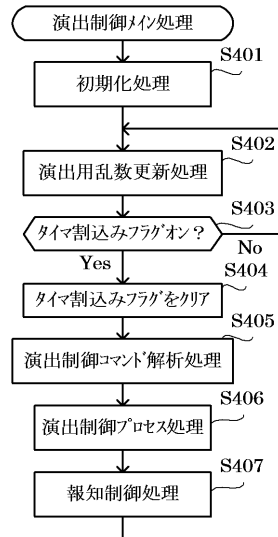 演出制御ﾒｲﾝ処理
S401
初期化処理
S402
演出用乱数更新処理
S403
ﾀｲﾏ割込みﾌﾗｸﾞｵﾝ？
No
Yes
S404
ﾀｲﾏ割込みﾌﾗｸﾞをｸﾘｱ
S405
演出制御ｺﾏﾝﾄﾞ解析処理
S406
演出制御ﾌﾟﾛｾｽ処理
S407
報知制御処理